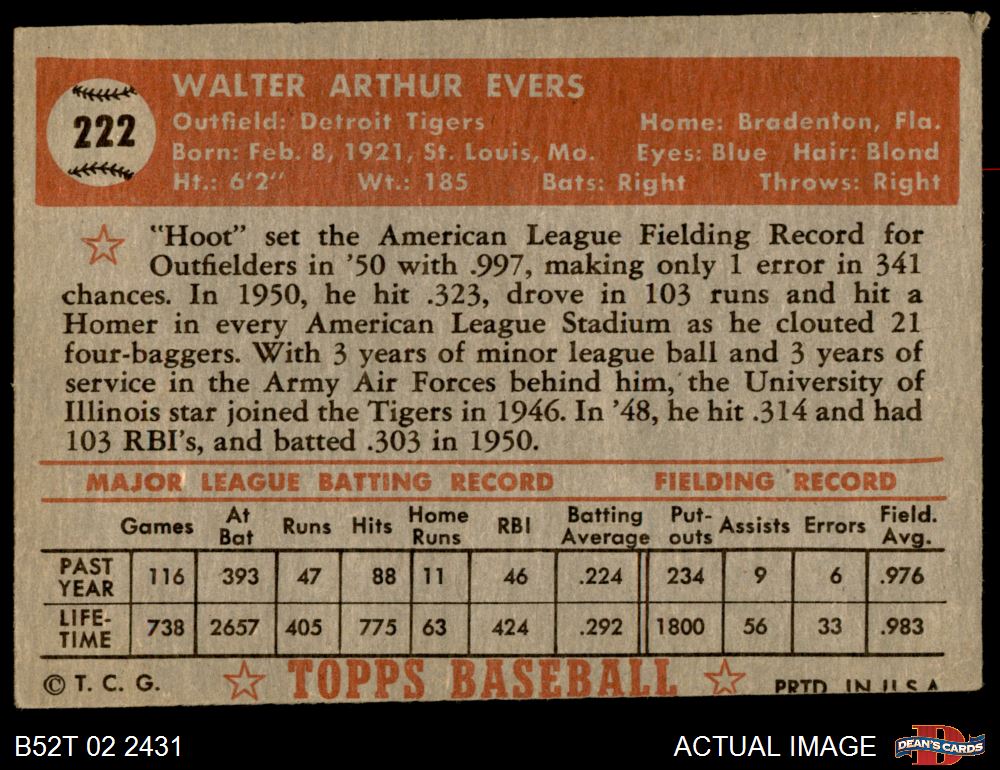 WALTER ARTHUR EVERS
222
Outfield: Detroit Tigers Home: Bradenton, Fla.
Born: Feb. 8, 1921, St. Louis, Mo. Eyes: Blue Hair: Blond
Ht.: 6'2" Wt.: 185 Bats: Right Throws: Right
"Hoot" set the American League Fielding Record for
Outfielders in '50 with .997, making only 1 error in 341
chances. In 1950, he hit .323, drove in 103 runs and hit a
Homer in every American League Stadium as he clouted 21
four-baggers. With 3 years of minor league ball and 3 years of
service in the Army Air Forces behind him, the University of
Illinois star joined the Tigers in 1946. In '48, he hit .314 and had
103 RBI's, and batted .303 in 1950.
MAJOR LEAGUE BATTING RECORD FIELDING RECORD
Games At Bat Runs Hits Home Runs RBI Batting Average Put-outs Assists Errors Field. Avg.
PAST YEAR 116 393 47 88 11 46 .224 234 9 6 .976
LIFE-TIME 738 2657 405 775 63 424 .292 1800 56 33 .983
© T. C. G. TOPPS BASEBALL PRTD IN U S A
B52T 02 2431 ACTUAL IMAGE DEAN'S CARDS